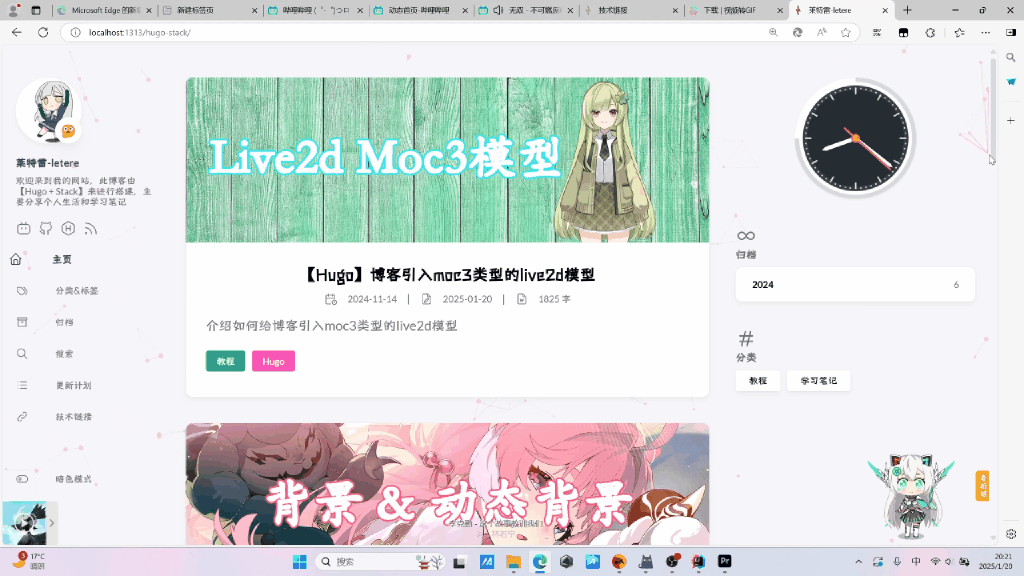 Microsoft Edge 的新
新建标签页
哔哩哔哩 (゜-゜)つロ
动态首页-哔哩哔哩
无双 - 不可燃
技术链接
下载 | 视频转GIF
莱特雷-letere
localhost:1313/hugo-stack/
莱特雷-letere
欢迎来到我的网站，此博客由
【Hugo + Stack】来进行搭建，主
要分享个人生活和学习笔记
主页
分类&标签
归档
搜索
更新计划
技术链接
暗色模式
Live2d Moc3模型
【Hugo】博客引入moc3类型的live2d模型
2024-11-14 | 2025-01-20 | 1825 字
介绍如何给博客引入moc3类型的live2d模型
教程
Hugo
背景 & 动态背景
归档
2024 6
#
分类
教程
学习笔记
17°C
晴朗
搜索
Pr
中
20:21
2025/1/20